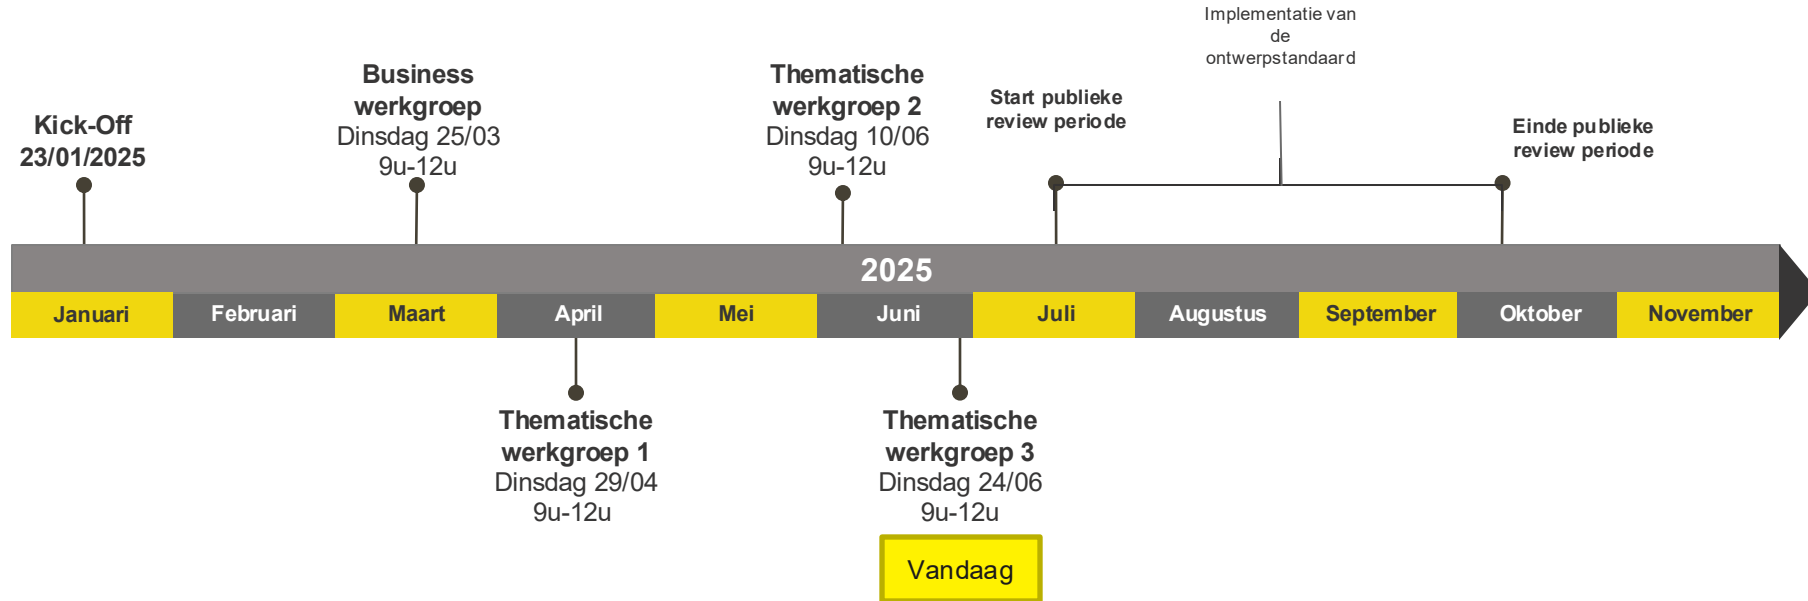 Implementatie van
de
ontwerpstandaard
Kick-Off
23/01/2025
Business
werkgroep
Dinsdag 25/03
9u-12u
Thematische
werkgroep 2
Dinsdag 10/06
9u-12u
Start publieke
review periode
Einde publieke
review periode
2025
Januari
Februari
Maart
April
Mei
Juni
Juli
Augustus
September
Oktober
November
Thematische
werkgroep 1
Dinsdag 29/04
9u-12u
Thematische
werkgroep 3
Dinsdag 24/06
9u-12u
Vandaag